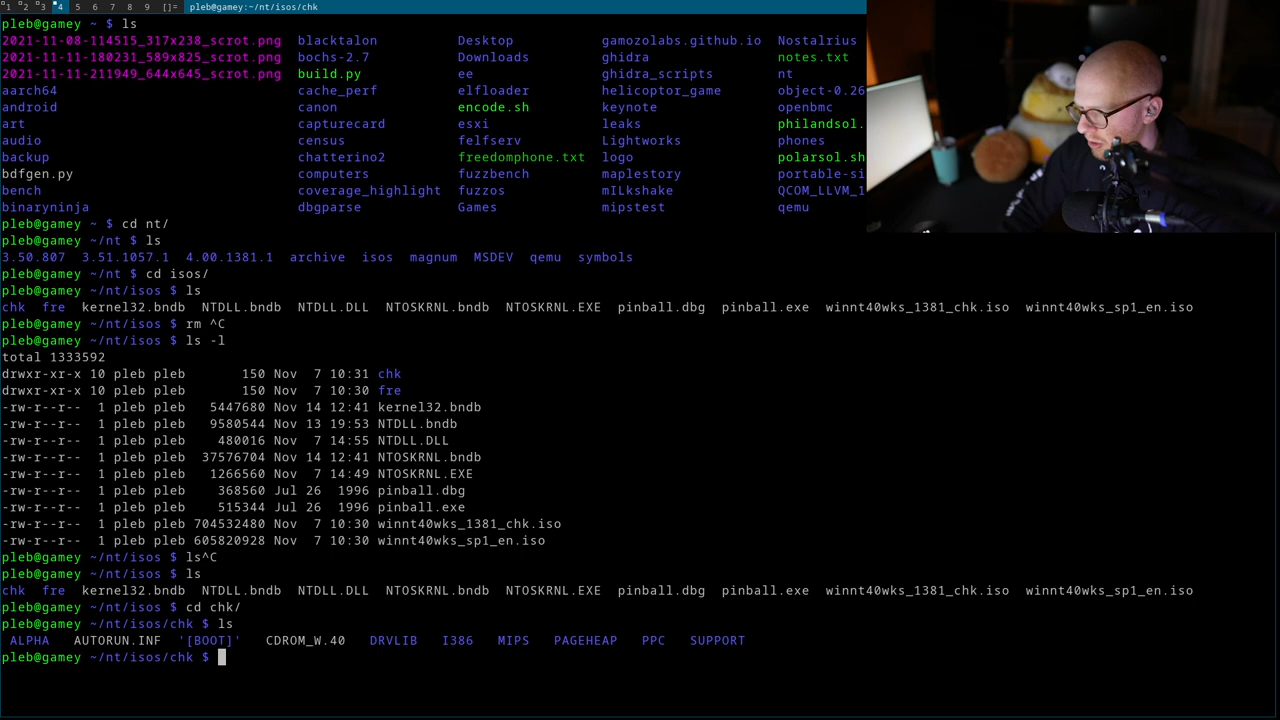 1 2 3 4 5 6 7 8 9 []= pleb@gamey:~/nt/isos/chk
pleb@gamey ~ $ ls
2021-11-08-114515_317x238_scrot.png blacktalon Desktop gamozolabs.github.io Nostalrius
2021-11-11-180231_589x825_scrot.png bochs-2.7 Downloads ghidra notes.txt
2021-11-11-211949_644x645_scrot.png build.py ee ghidra_scripts nt
aarch64 cache_perf elfloader helicoptor_game object-0.26
android canon encode.sh keynote openbmc
art capturecard esxi leaks philandsol.
audio census felfserv Lightworks phones
backup chatterino2 freedomphone.txt logo polarsol.sh
bdfgen.py computers fuzzbench maplestory portable-si
bench coverage_highlight fuzzos mILkshake QCOM_LLVM_1
binaryninja dbgparse Games mipstest qemu
pleb@gamey ~ $ cd nt/
pleb@gamey ~/nt $ ls
3.50.807 3.51.1057.1 4.00.1381.1 archive isos magnum MSDEV qemu symbols
pleb@gamey ~/nt $ cd isos/
pleb@gamey ~/nt/isos $ ls
chk fre kernel32.bndb NTDLL.bndb NTDLL.DLL NTOSKRNL.bndb NTOSKRNL.EXE pinball.dbg pinball.exe winnt40wks_1381_chk.iso winnt40wks_sp1_en.iso
pleb@gamey ~/nt/isos $ rm ^C
pleb@gamey ~/nt/isos $ ls -l
total 1333592
drwxr-xr-x 10 pleb pleb 150 Nov 7 10:31 chk
drwxr-xr-x 10 pleb pleb 150 Nov 7 10:30 fre
-rw-r--r-- 1 pleb pleb 5447680 Nov 14 12:41 kernel32.bndb
-rw-r--r-- 1 pleb pleb 9580544 Nov 13 19:53 NTDLL.bndb
-rw-r--r-- 1 pleb pleb 480016 Nov 7 14:55 NTDLL.DLL
-rw-r--r-- 1 pleb pleb 37576704 Nov 14 12:41 NTOSKRNL.bndb
-rw-r--r-- 1 pleb pleb 1266560 Nov 7 14:49 NTOSKRNL.EXE
-rw-r--r-- 1 pleb pleb 368560 Jul 26 1996 pinball.dbg
-rw-r--r-- 1 pleb pleb 515344 Jul 26 1996 pinball.exe
-rw-r--r-- 1 pleb pleb 704532480 Nov 7 10:30 winnt40wks_1381_chk.iso
-rw-r--r-- 1 pleb pleb 605820928 Nov 7 10:30 winnt40wks_sp1_en.iso
pleb@gamey ~/nt/isos $ ls^C
pleb@gamey ~/nt/isos $ ls
chk fre kernel32.bndb NTDLL.bndb NTDLL.DLL NTOSKRNL.bndb NTOSKRNL.EXE pinball.dbg pinball.exe winnt40wks_1381_chk.iso winnt40wks_sp1_en.iso
pleb@gamey ~/nt/isos $ cd chk/
pleb@gamey ~/nt/isos/chk $ ls
ALPHA AUTORUN.INF '[BOOT]' CDROM_W.40 DRVLIB I386 MIPS PAGEHEAP PPC SUPPORT
pleb@gamey ~/nt/isos/chk $